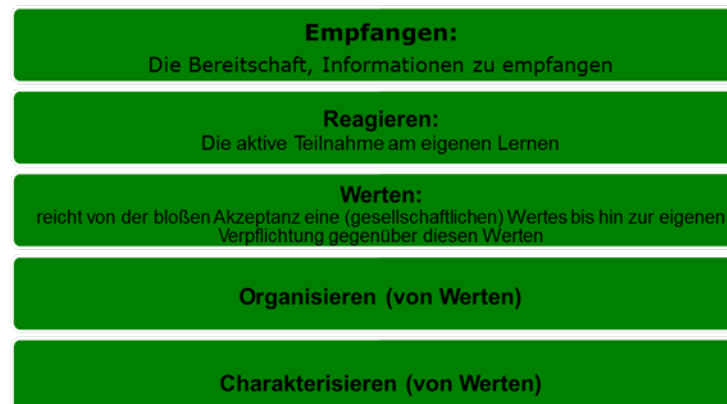 Empfangen:
Die Bereitschaft, Informationen zu empfangen
Reagieren:
Die aktive Teilnahme am eigenen Lernen
Werten:
reicht von der bloßen Akzeptanz eine (gesellschaftlichen) Wertes bis hin zur eigenen
Verpflichtung gegenüber diesen Werten
Organisieren (von Werten)
Charakterisieren (von Werten)